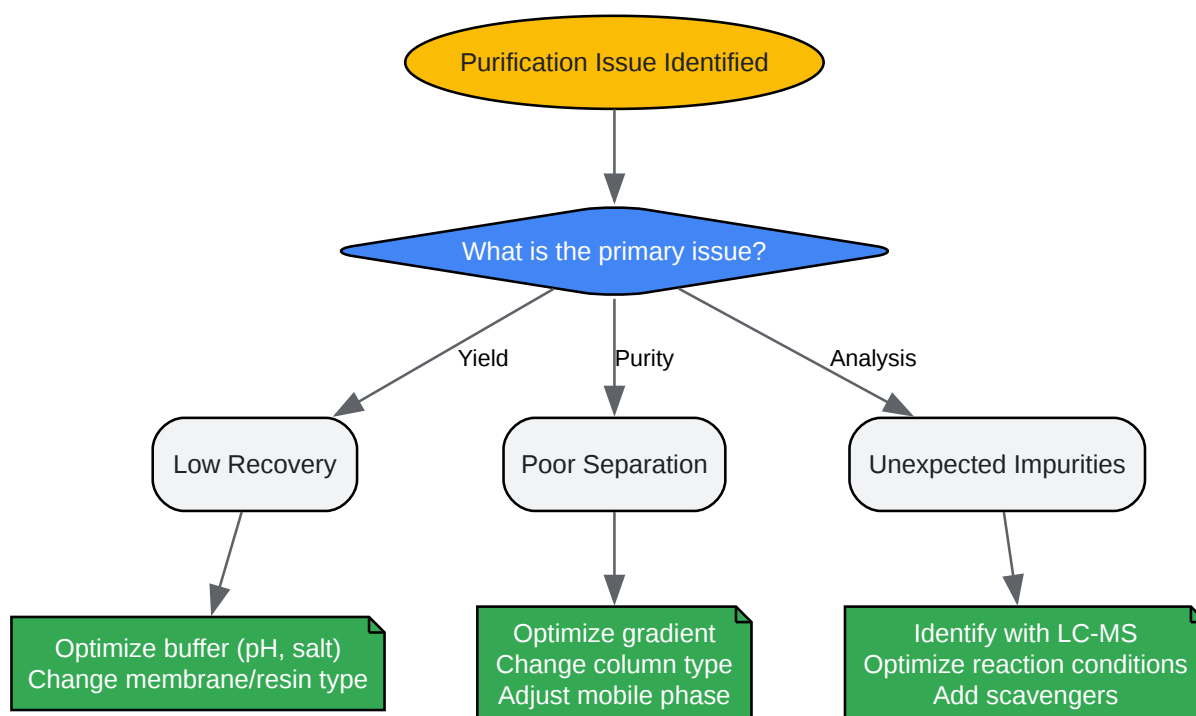 Purification Issue Identified
What is the primary issue?
Yield
Purity
Analysis
Low Recovery
Poor Separation
Unexpected Impurities
Optimize buffer (pH, salt)
Change membrane/resin type
Optimize gradient
Change column type
Adjust mobile phase
Identify with LC-MS
Optimize reaction conditions
Add scavengers